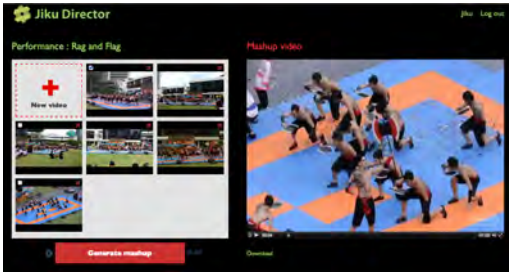 Jiku Director
Jiku Log out
Performance : Rag and Flag
Mashup video
New video
Generate mashup
Download